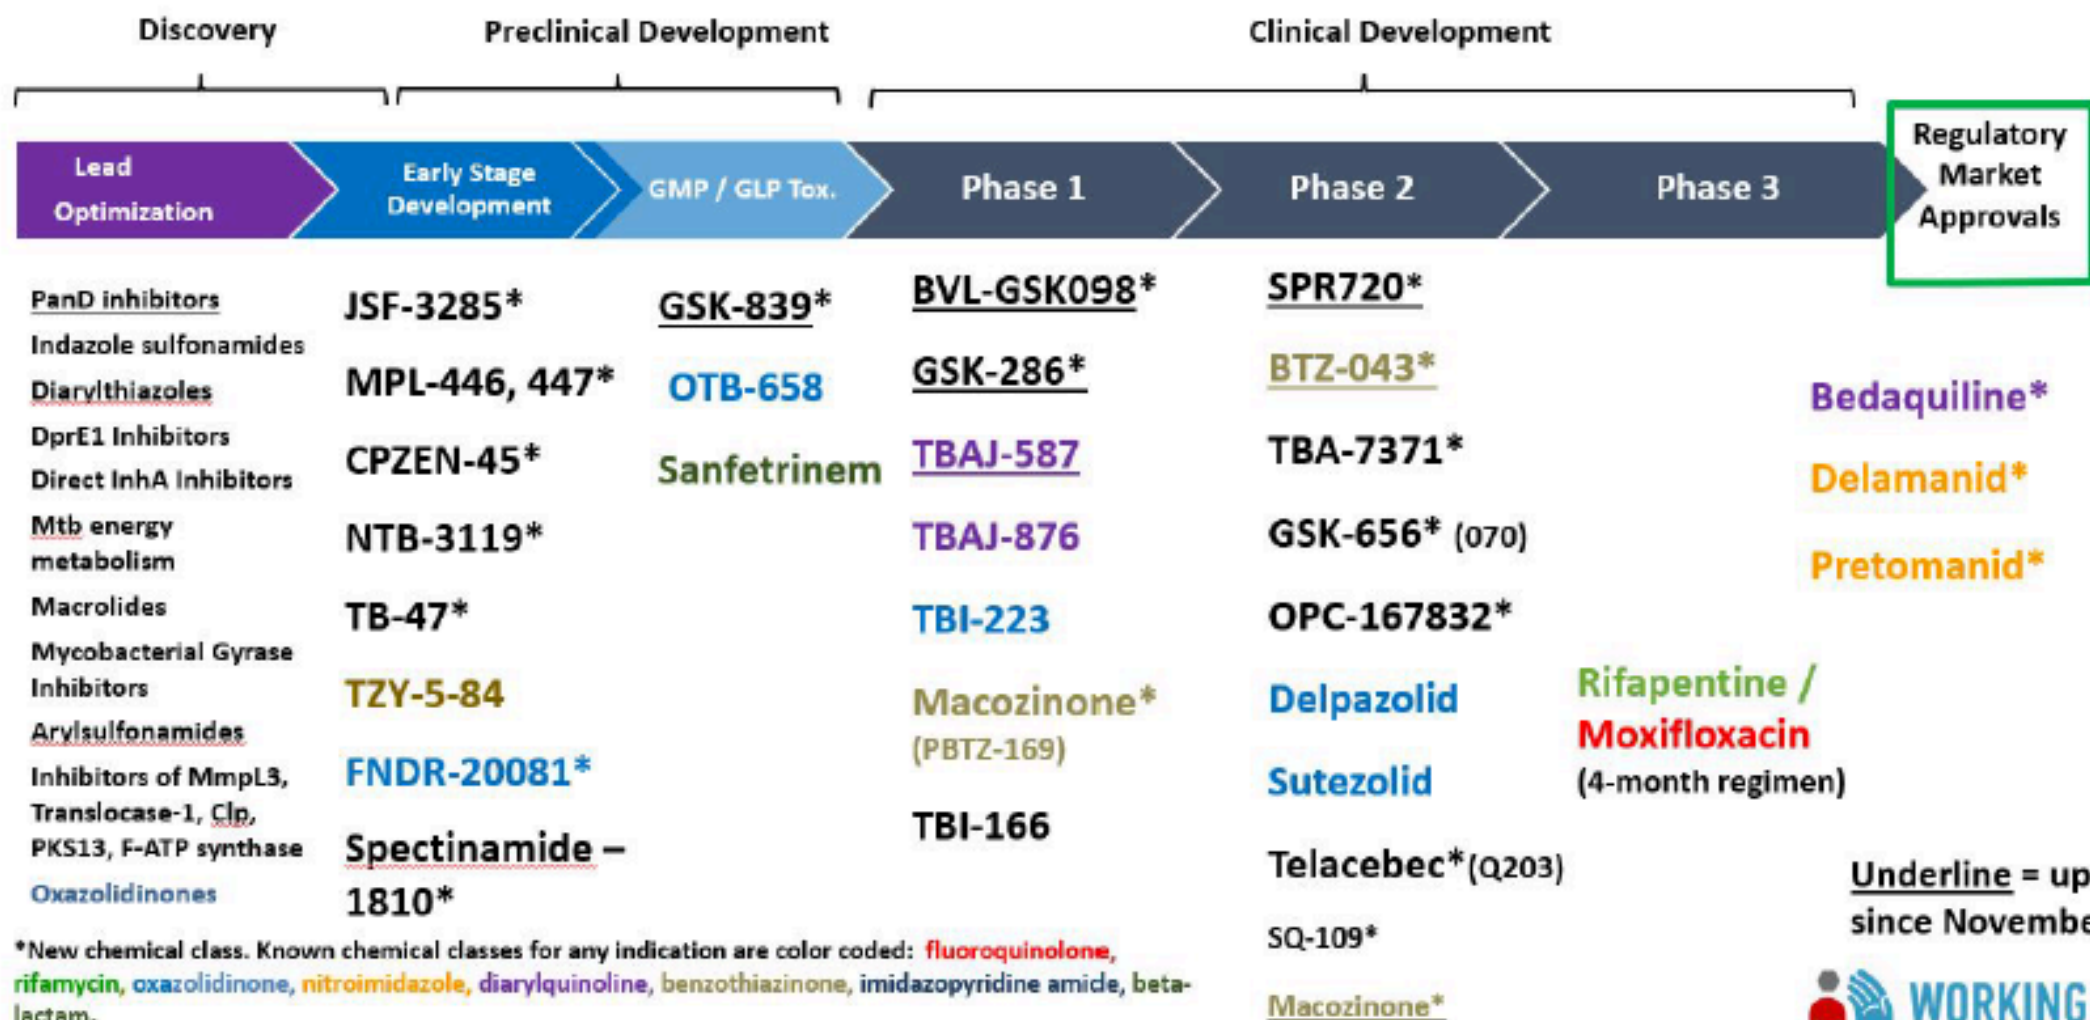 Discovery
Preclinical Development
Clinical Development
Lead
Optimization
Early Stage
Development
GMP / GLP Tox.
Phase 1
Phase 2
Phase 3
Regulatory
Market
Approvals
PanD inhibitors
Indazole sulfonamides
Diarylthiazoles
DprE1 Inhibitors
Direct InhA Inhibitors
Mtb energy
metabolism
Macrolides
Mycobacterial Gyrase
Inhibitors
Arylsulfonamides
Inhibitors of MmpL3,
Translocase-1, Clp,
PKS13, F-ATP synthase
Oxazolidinones
JSF-3285*
MPL-446, 447*
CPZEN-45*
NTB-3119*
TB-47*
TZY-5-84
FNDR-20081*
Spectinamide –
1810*
GSK-839*
OTB-658
Sanfetrinem
BVL-GSK098*
GSK-286*
TBAJ-587
TBAJ-876
TBI-223
Macozinone*
(PBTZ-169)
TBI-166
SPR720*
BTZ-043*
TBA-7371*
GSK-656* (070)
OPC-167832*
Delpazolid
Sutezolid
Telacebec*(Q203)
SQ-109*
Macozinone*
Rifapentine /
Moxifloxacin
(4-month regimen)
Bedaquiline*
Delamanid*
Pretomanid*
Underline = up
since Novembe
*New chemical class. Known chemical classes for any indication are color coded: fluoroquinolone,
rifamycin, oxazolidinone, nitroimidazole, diarylquinoline, benzothiazinone, imidazopyridine amide, beta-
lactam.
WORKING